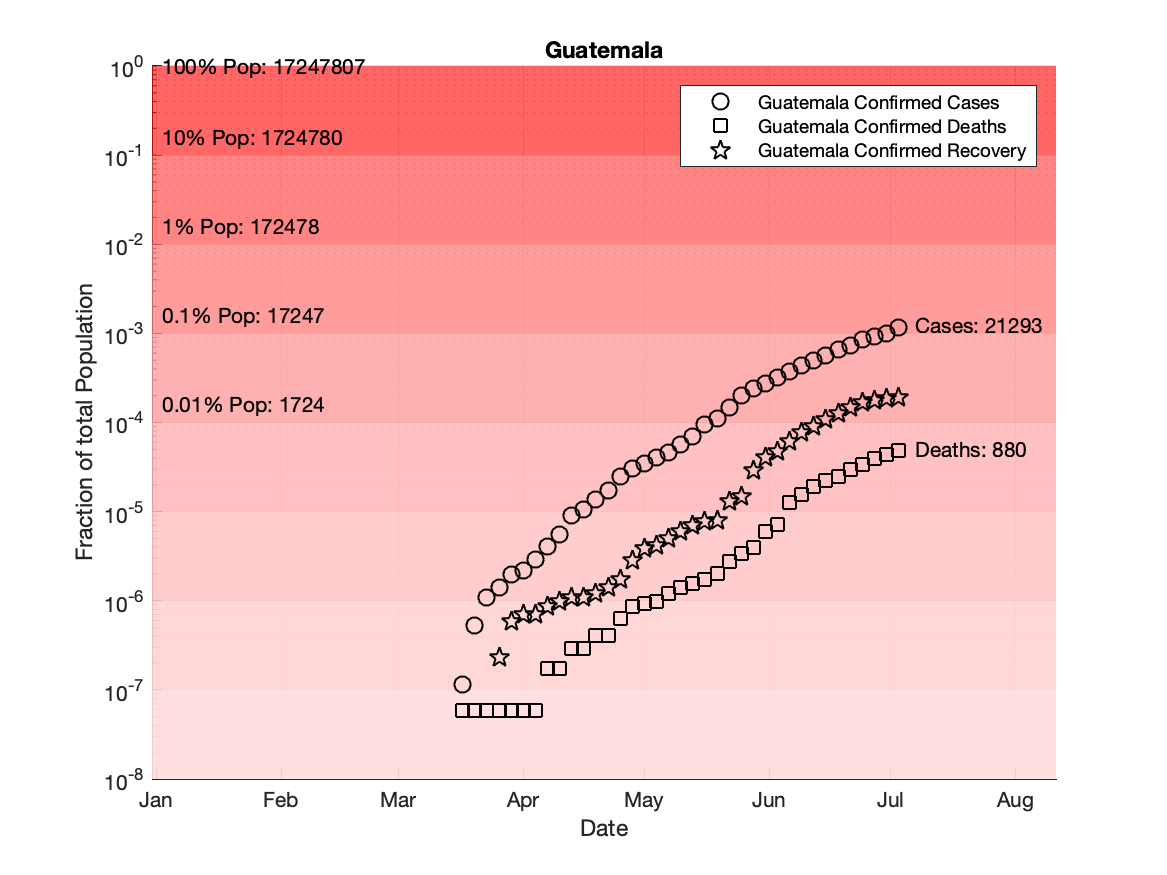 Guatemala
10^0
100% Pop: 17247807
Guatemala Confirmed Cases
Guatemala Confirmed Deaths
Guatemala Confirmed Recovery
10% Pop: 1724780
10^-1
1% Pop: 172478
10^-2
0.1% Pop: 17247
10^-3
Cases: 21293
0.01% Pop: 1724
10^-4
Deaths: 880
10^-5
10^-6
10^-7
10^-8
Fraction of total Population
Jan Feb Mar Apr May Jun Jul Aug
Date